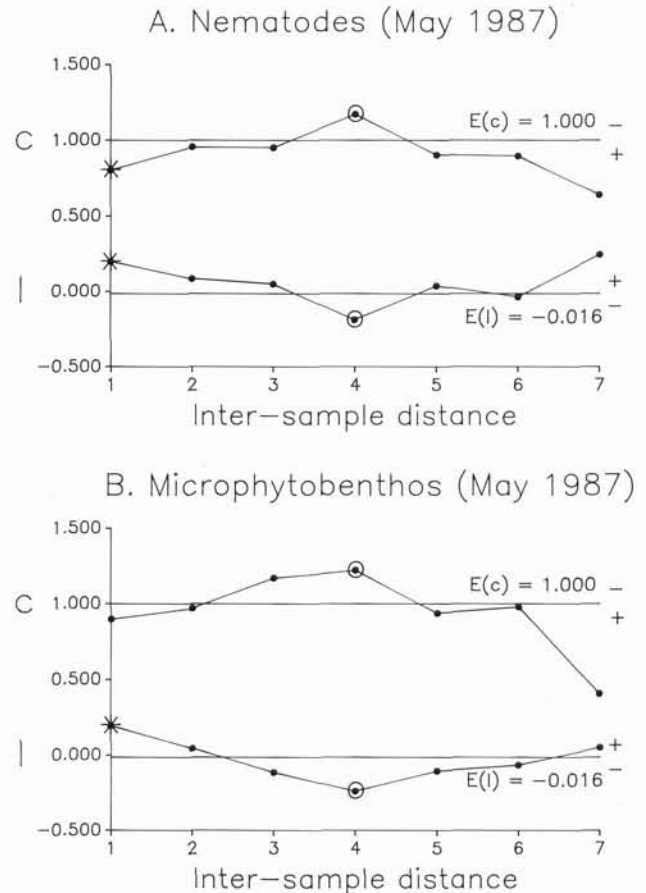 A. Nematodes (May 1987)
1.500
E(c) = 1.000 −
C 1.000
+
0.500
+
I 0.000
E(I) = −0.016 −
−0.500
1 2 3 4 5 6 7
Inter−sample distance
B. Microphytobenthos (May 1987)
1.500
E(c) = 1.000 −
C 1.000
+
0.500
+
I 0.000
E(I) = −0.016 −
−0.500
1 2 3 4 5 6 7
Inter−sample distance